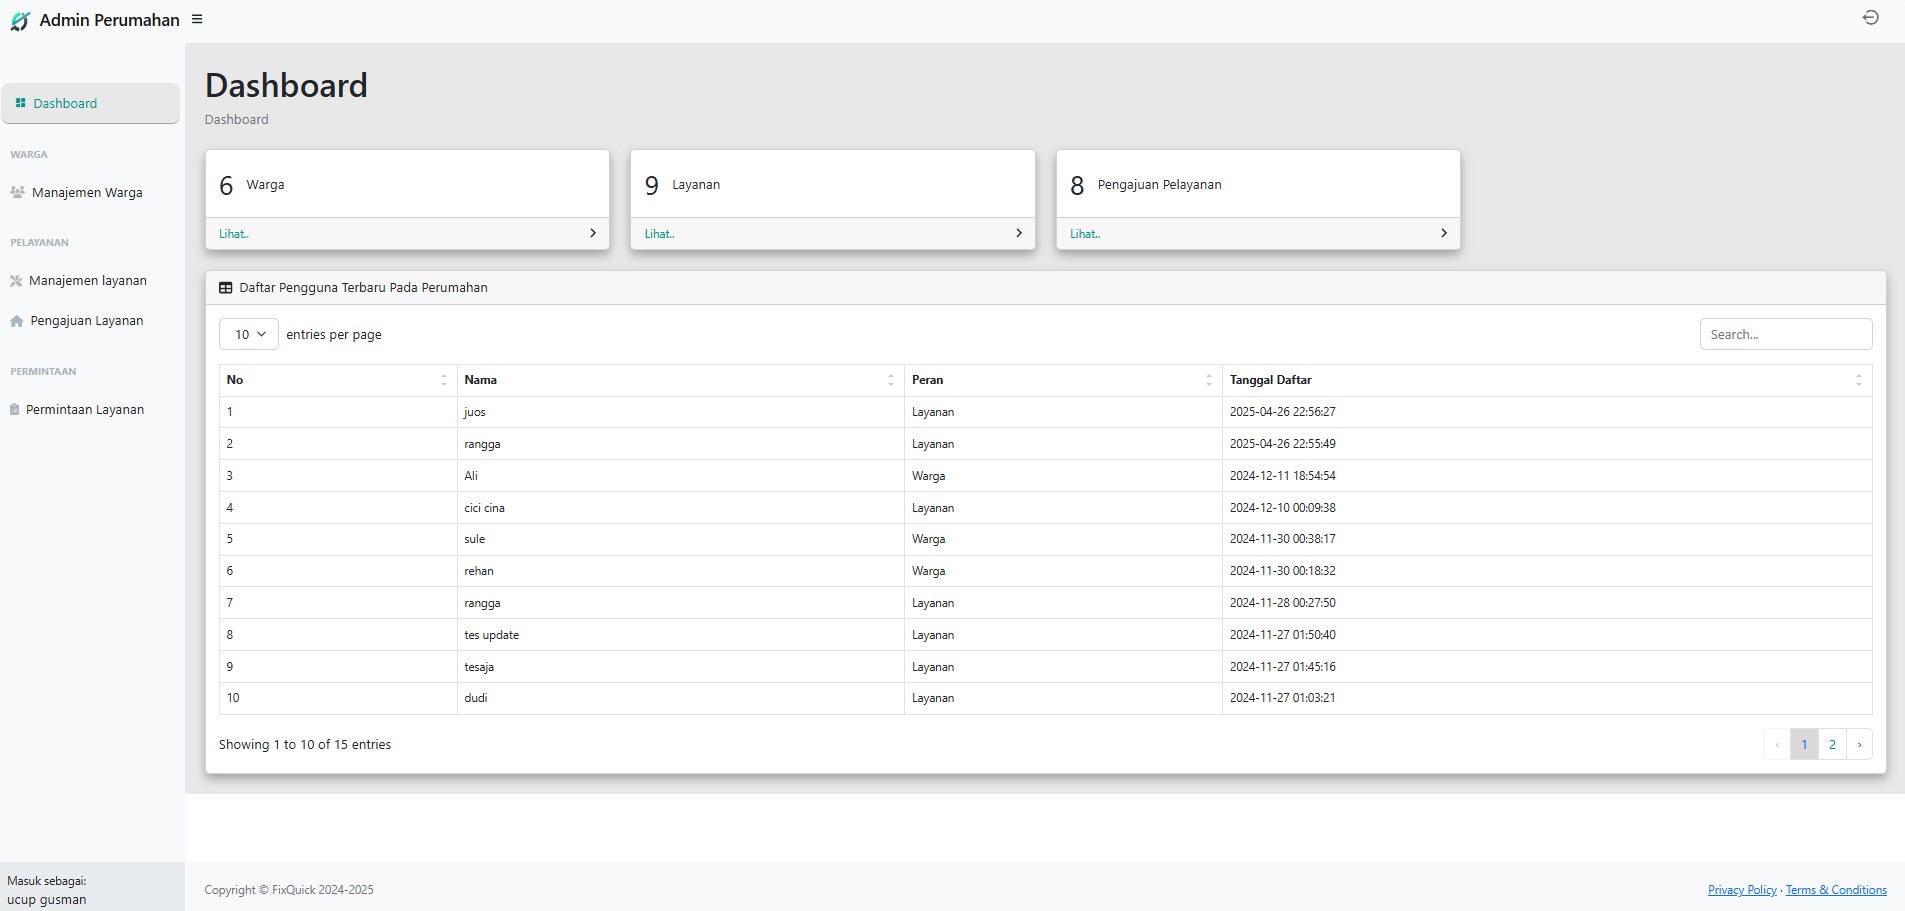 Admin Perumahan
Dashboard
WARGA
Manajemen Warga
PELAYANAN
Manajemen layanan
Pengajuan Layanan
PERMINTAAN
Permintaan Layanan
Masuk sebagai:
ucup gusman
Dashboard
Dashboard
6 Warga
Lihat..
9 Layanan
Lihat..
8 Pengajuan Pelayanan
Lihat..
Daftar Pengguna Terbaru Pada Perumahan
10 entries per page
Search...
No Nama Peran Tanggal Daftar
1 juos Layanan 2025-04-26 22:56:27
2 rangga Layanan 2025-04-26 22:55:49
3 Ali Warga 2024-12-11 18:54:54
4 cici cina Layanan 2024-12-10 00:09:38
5 sule Warga 2024-11-30 00:38:17
6 rehan Warga 2024-11-30 00:18:32
7 rangga Layanan 2024-11-28 00:27:50
8 tes update Layanan 2024-11-27 01:50:40
9 tesaja Layanan 2024-11-27 01:45:16
10 dudi Layanan 2024-11-27 01:03:21
Showing 1 to 10 of 15 entries
‹ 1 2 ›
Copyright © FixQuick 2024-2025
Privacy Policy · Terms & Conditions